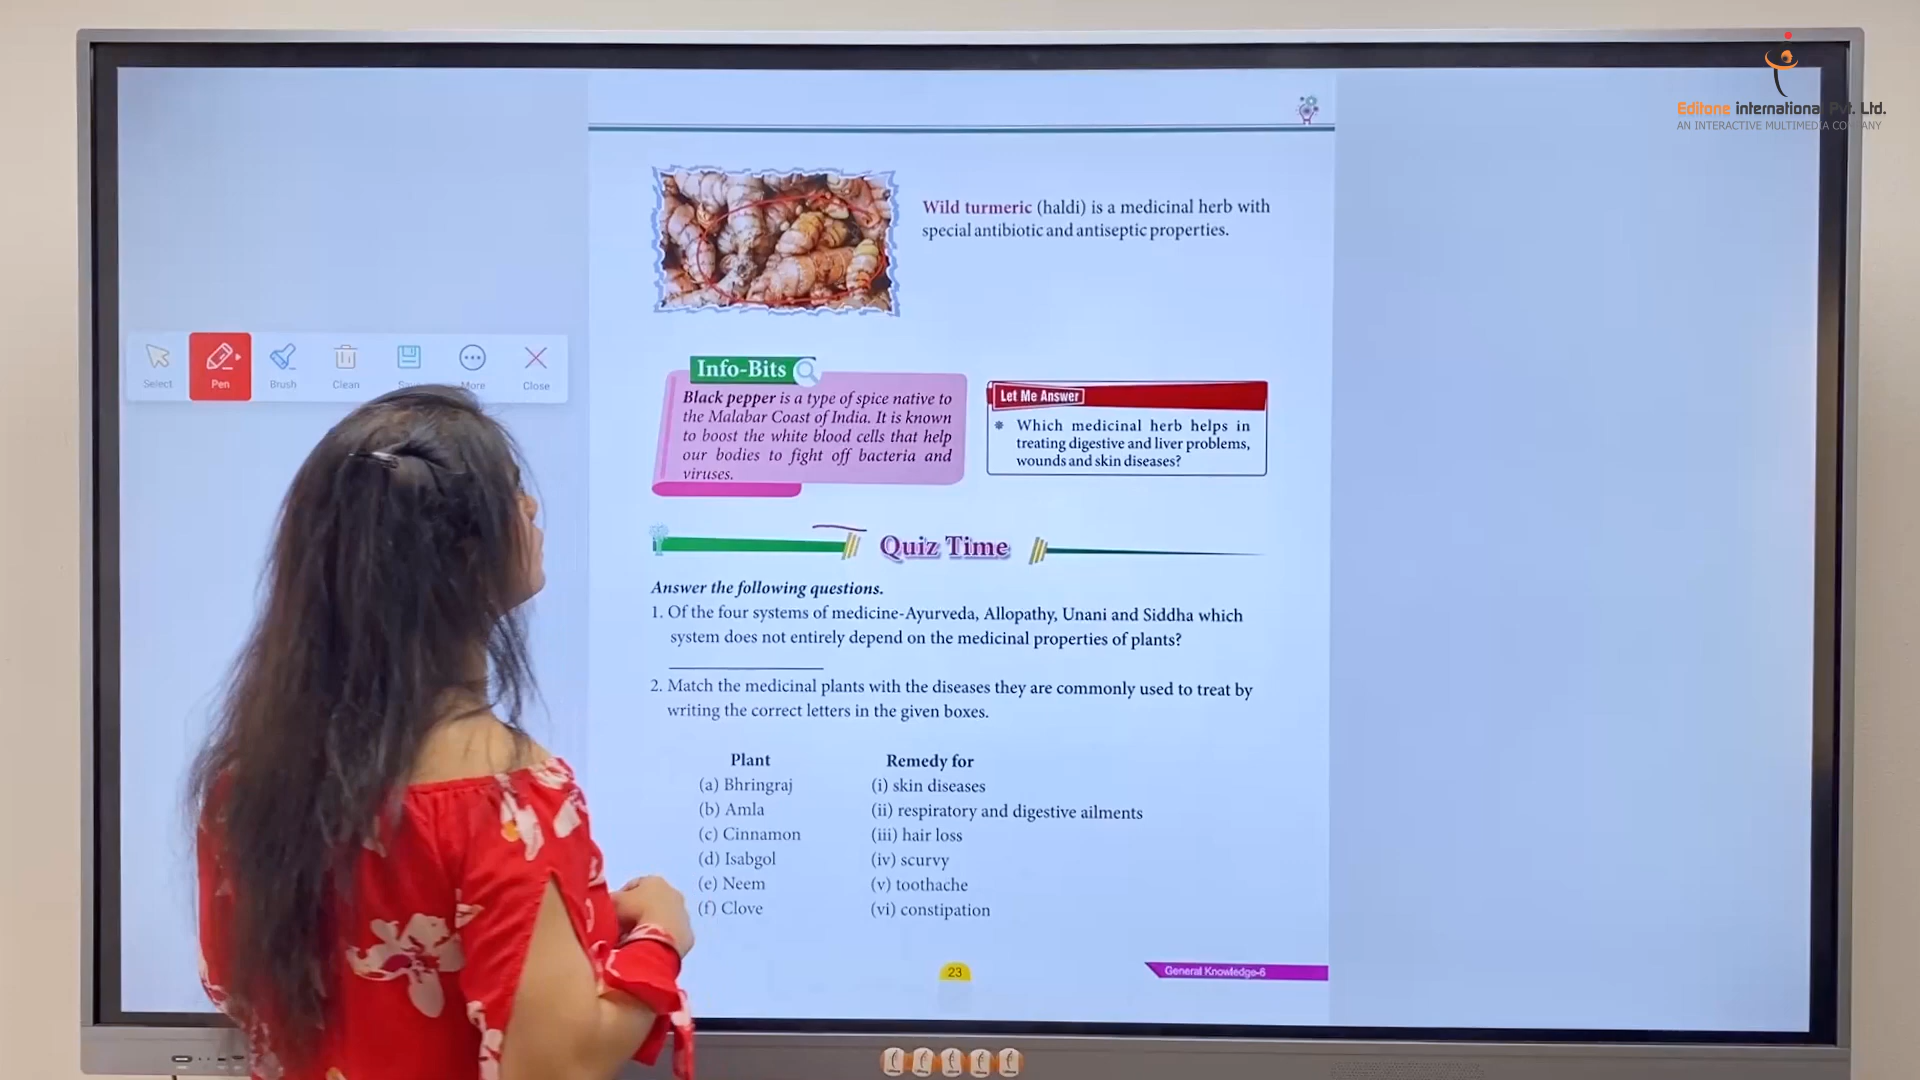 Editone international Pvt. Ltd.
AN INTERACTIVE MULTIMEDIA COMPANY
Wild turmeric (haldi) is a medicinal herb with
special antibiotic and antiseptic properties.
Select
Pen
Brush
Clean
More
Close
Info-Bits
Black pepper is a type of spice native to
the Malabar Coast of India. It is known
to boost the white blood cells that help
our bodies to fight off bacteria and
viruses.
Let Me Answer
Which medicinal herb helps in
treating digestive and liver problems,
wounds and skin diseases?
Quiz Time
Answer the following questions.
1. Of the four systems of medicine-Ayurveda, Allopathy, Unani and Siddha which
system does not entirely depend on the medicinal properties of plants?
2. Match the medicinal plants with the diseases they are commonly used to treat by
writing the correct letters in the given boxes.
Plant Remedy for
(a) Bhringraj (i) skin diseases
(b) Amla (ii) respiratory and digestive ailments
(c) Cinnamon (iii) hair loss
(d) Isabgol (iv) scurvy
(e) Neem (v) toothache
(f) Clove (vi) constipation
23
General Knowledge-6